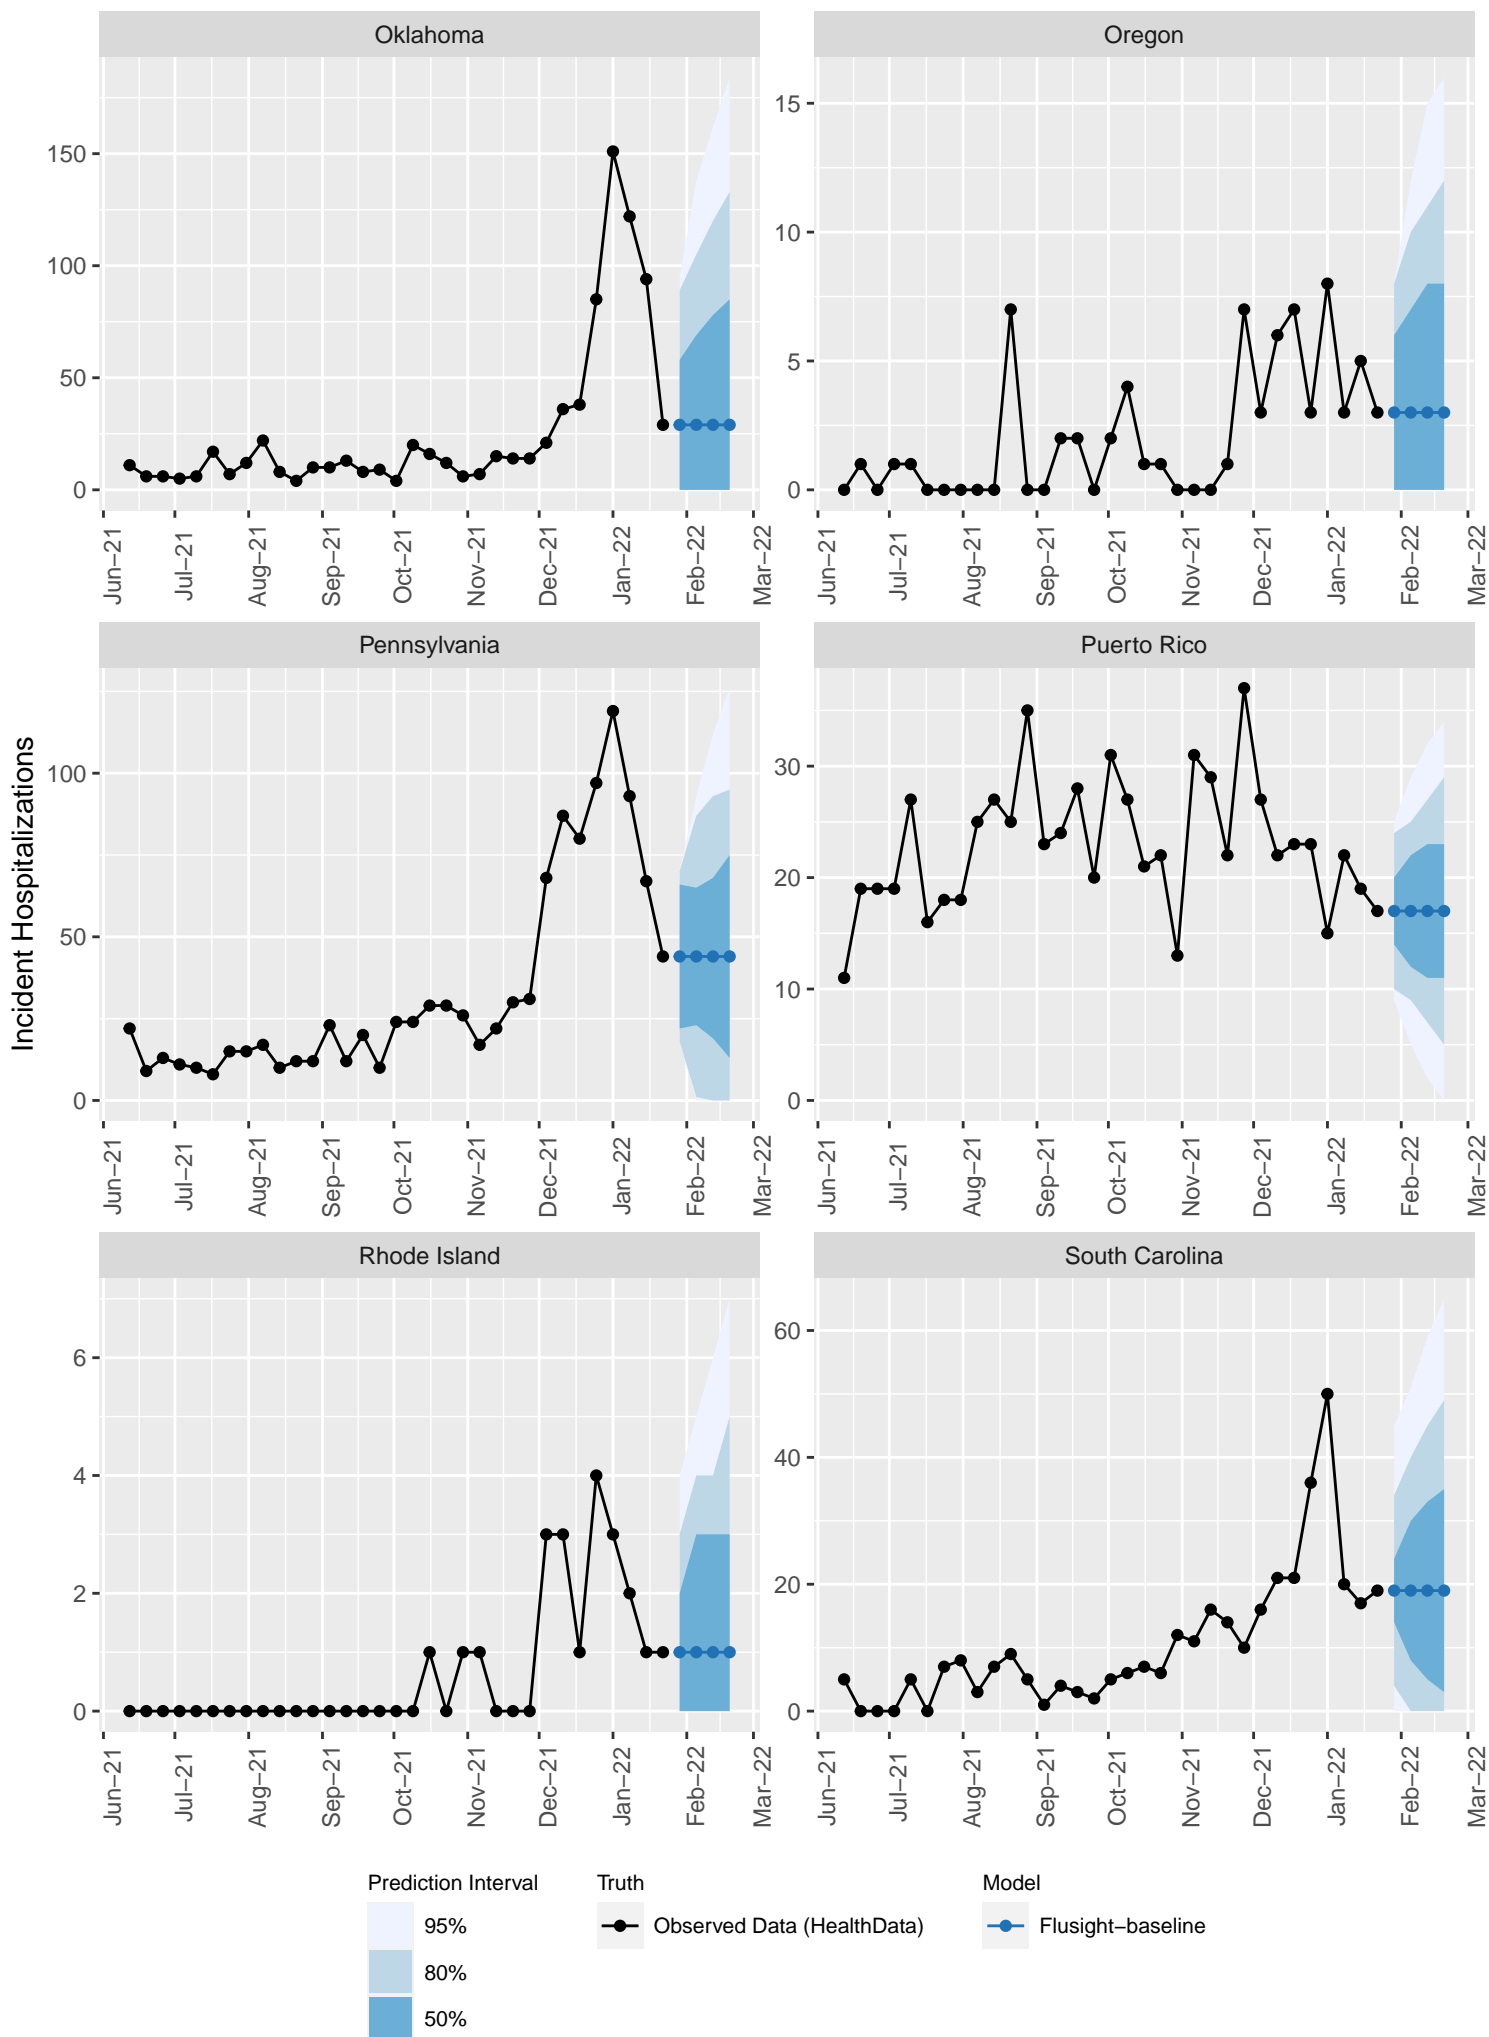 Oklahoma
Oregon
150
100
50
0
15
10
5
0
Jun−21
Jul−21
Aug−21
Sep−21
Oct−21
Nov−21
Dec−21
Jan−22
Feb−22
Mar−22
Jun−21
Jul−21
Aug−21
Sep−21
Oct−21
Nov−21
Dec−21
Jan−22
Feb−22
Mar−22
Incident Hospitalizations
Pennsylvania
Puerto Rico
100
50
0
30
20
10
0
Jun−21
Jul−21
Aug−21
Sep−21
Oct−21
Nov−21
Dec−21
Jan−22
Feb−22
Mar−22
Jun−21
Jul−21
Aug−21
Sep−21
Oct−21
Nov−21
Dec−21
Jan−22
Feb−22
Mar−22
Rhode Island
South Carolina
6
4
2
0
60
40
20
0
Jun−21
Jul−21
Aug−21
Sep−21
Oct−21
Nov−21
Dec−21
Jan−22
Feb−22
Mar−22
Jun−21
Jul−21
Aug−21
Sep−21
Oct−21
Nov−21
Dec−21
Jan−22
Feb−22
Mar−22
Prediction Interval
95%
80%
50%
Truth
Observed Data (HealthData)
Model
Flusight−baseline